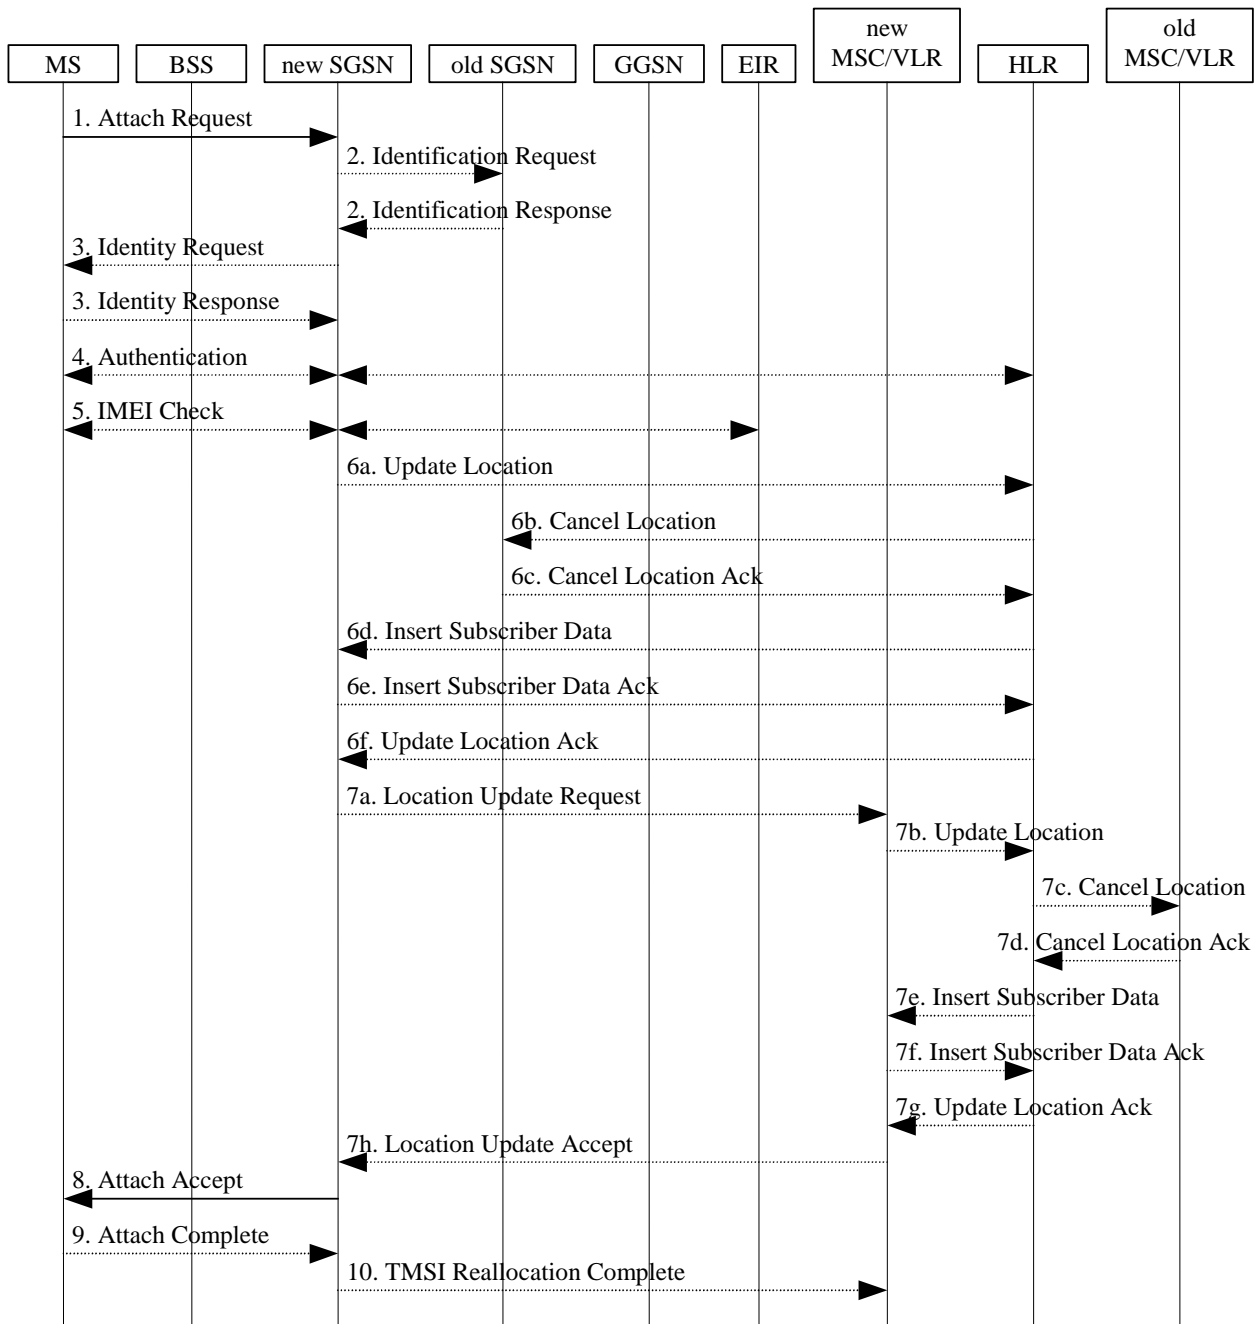 new
old
MSC/VLR
MSC/VLR
MS
BSS
new SGSN
old SGSN
GGSN
EIR
HLR
1. Attach Request
2. Identification Request
2. Identification Response
3. Identity Request
3. Identity Response
4. Authentication
5. IMEI Check
6a. Update Location
6b. Cancel Location
6c. Cancel Location Ack
6d. Insert Subscriber Data
6e. Insert Subscriber Data Ack
6f. Update Location Ack
7a. Location Update Request
7b. Update Location
7c. Cancel Location
7d. Cancel Location Ack
7e. Insert Subscriber Data
7f. Insert Subscriber Data Ack
7g. Update Location Ack
7h. Location Update Accept
8. Attach Accept
9. Attach Complete
10. TMSI Reallocation Complete